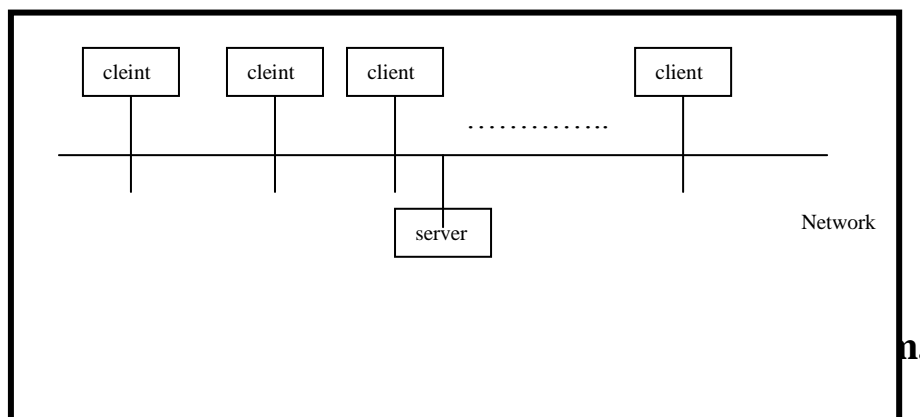 cleint cleint client client
..............
Network
server